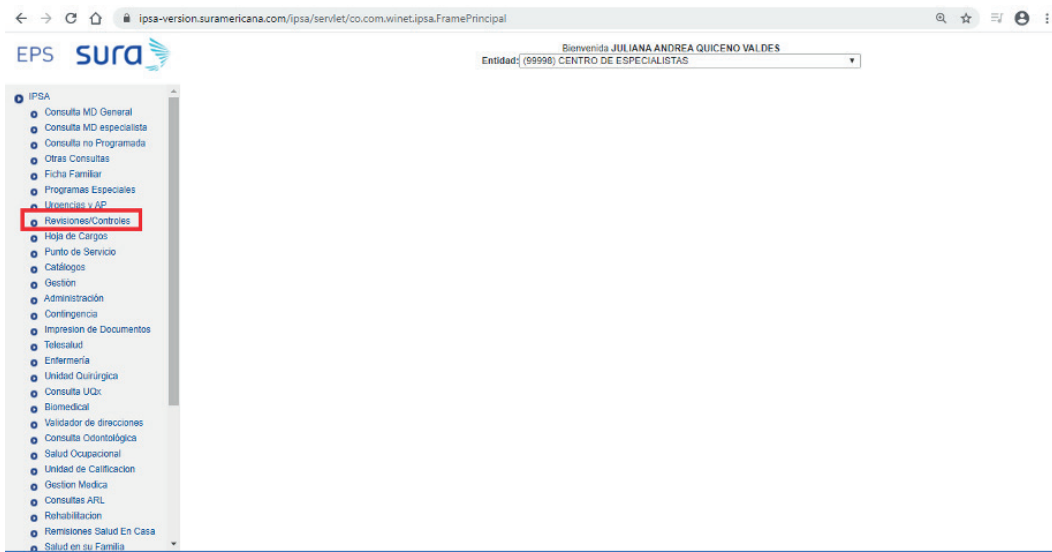 ipsa-version.suramericana.com/ipsa/servlet/co.com.winet.ipsa.FramePrincipal
EPS sura
Bienvenida JULIANA ANDREA QUICENO VALDES
Entidad: (99998) CENTRO DE ESPECIALISTAS
IPSA
Consulta MD General
Consulta MD especialista
Consulta no Programada
Otras Consultas
Ficha Familiar
Programas Especiales
Urgencias y AP
Revisiones/Controles
Hoja de Cargos
Punto de Servicio
Catálogos
Gestión
Administración
Contingencia
Impresion de Documentos
Telesalud
Enfermería
Unidad Quirúrgica
Consulta UQx
Biomedical
Validador de direcciones
Consulta Odontológica
Salud Ocupacional
Unidad de Calificacion
Gestion Medica
Consultas ARL
Rehabilitacion
Remisiones Salud En Casa
Salud en su Familia